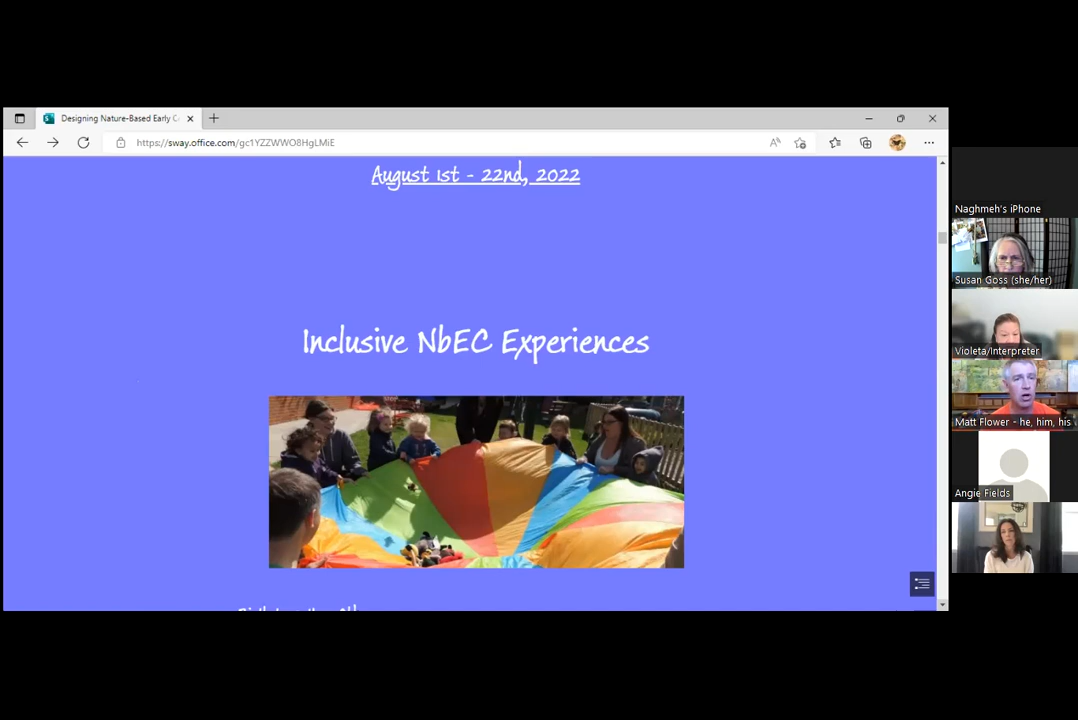 Designing Nature-Based Early C
https://sway.office.com/gc1YZZWWO8HgLMiE
August 1st - 22nd, 2022
Inclusive NbEC Experiences
Naghmeh's iPhone
Susan Goss (she/her)
Violeta/Interpreter
Matt Flower - he, him, his
Angie Fields